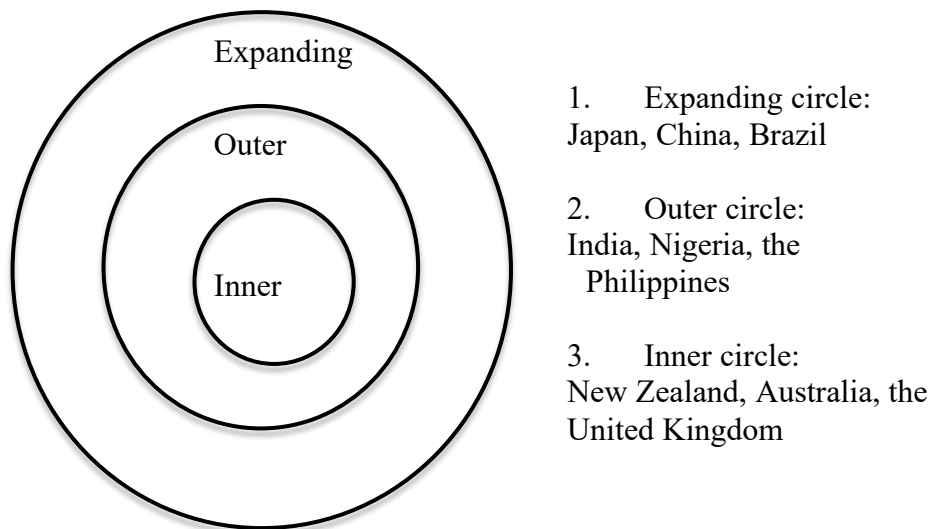 Expanding
Outer
Inner
1. Expanding circle:
Japan, China, Brazil
2. Outer circle:
India, Nigeria, the
Philippines
3. Inner circle:
New Zealand, Australia, the
United Kingdom